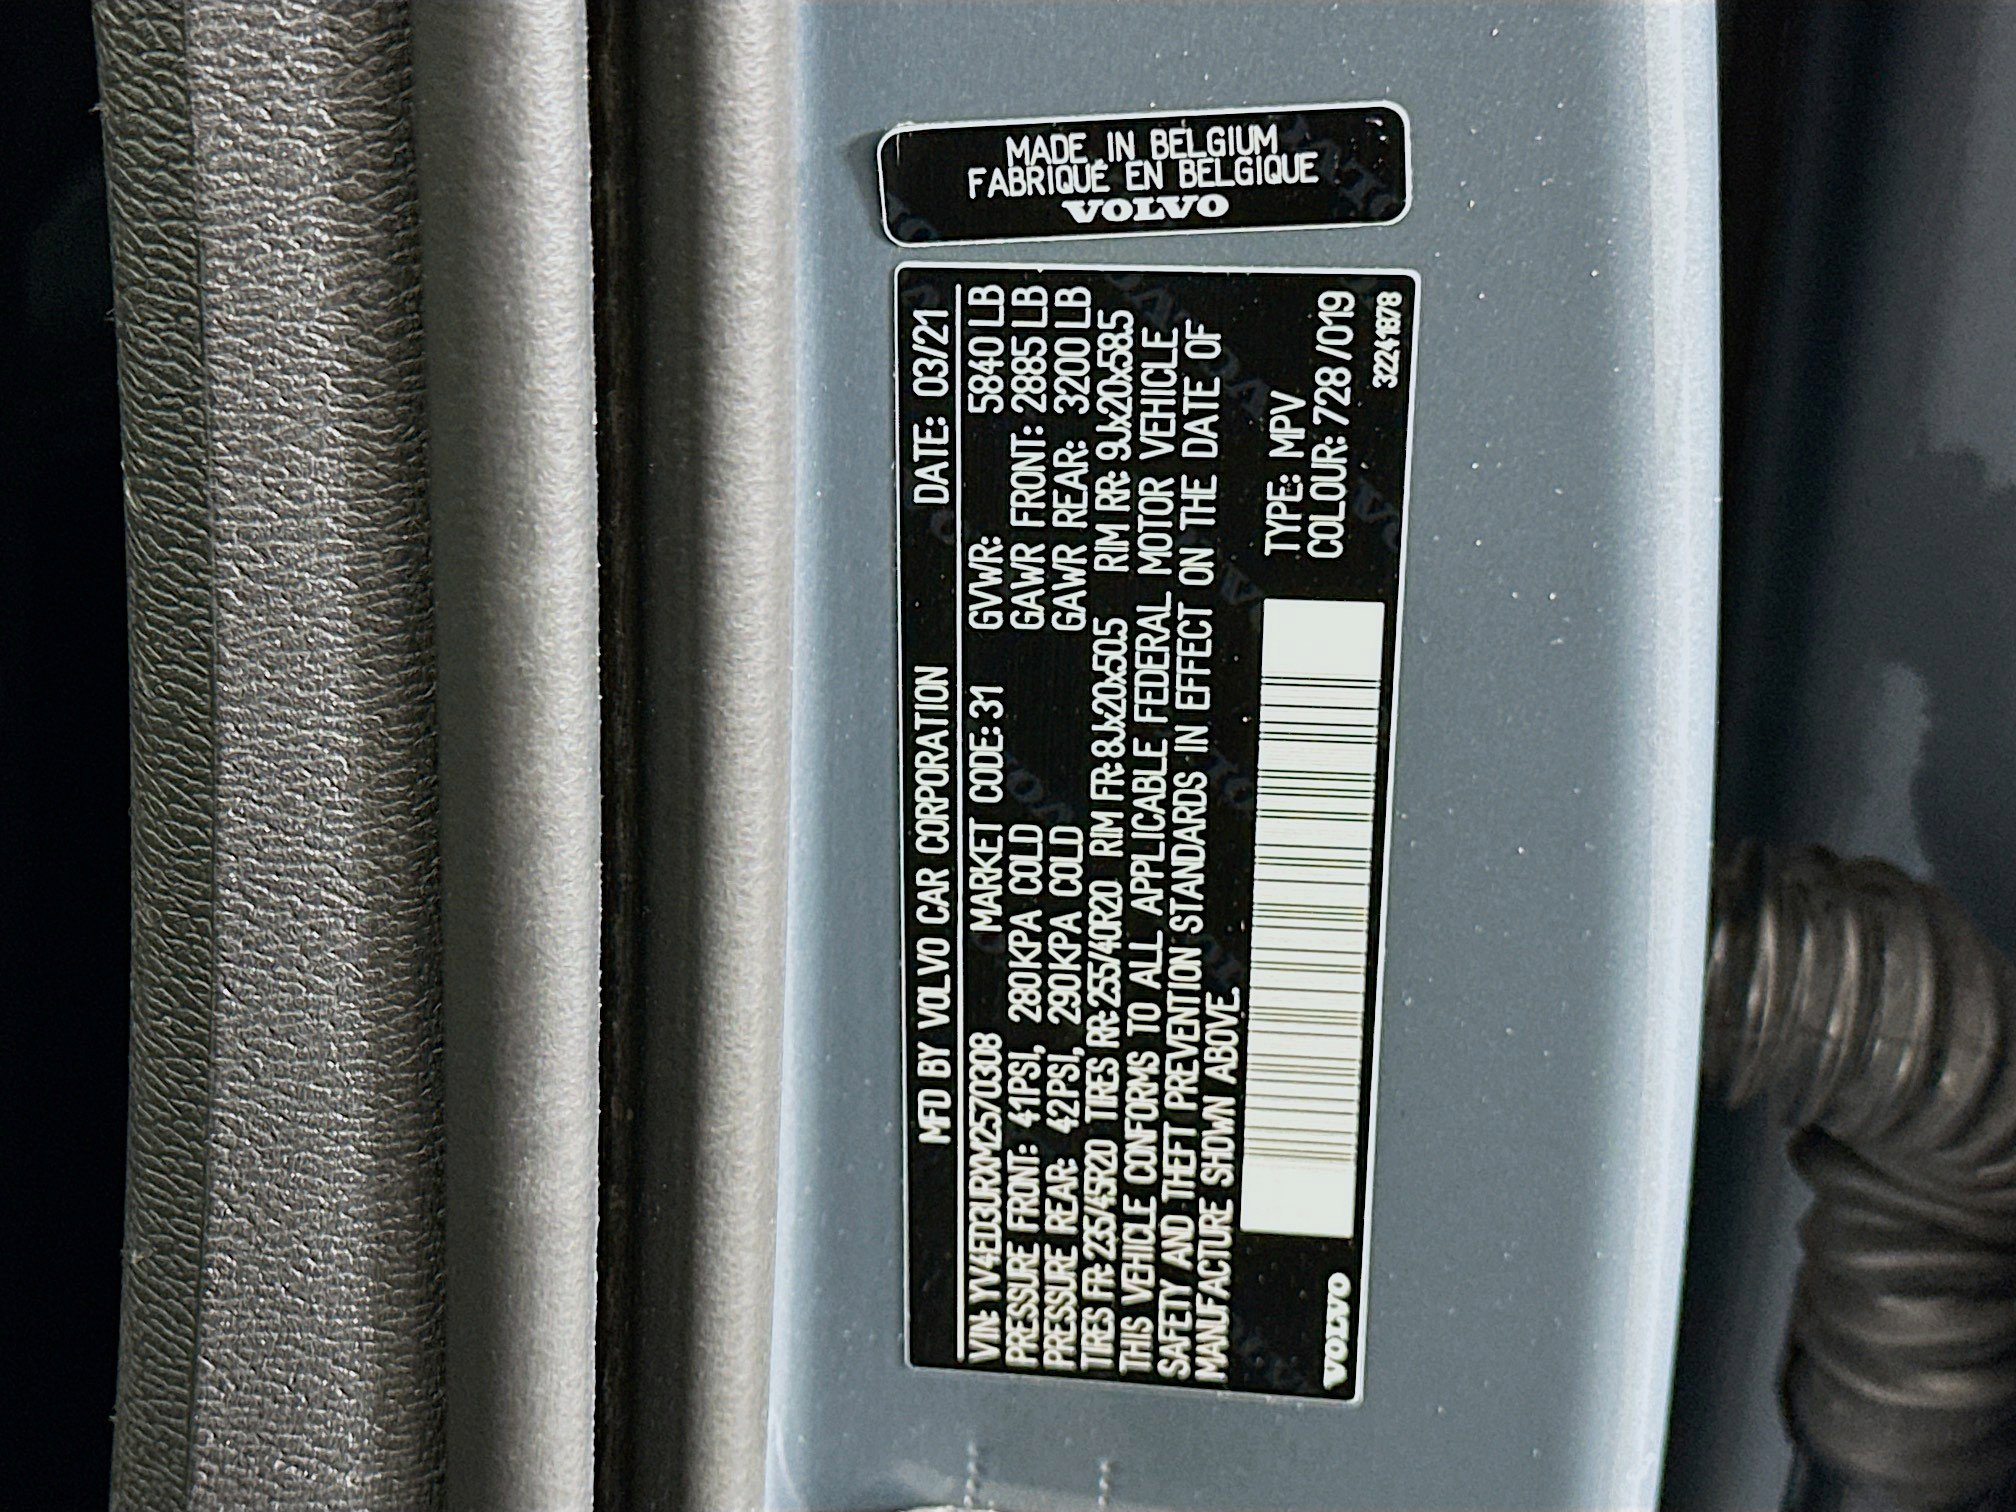 MADE IN BELGIUM
FABRIQUÉ EN BELGIQUE
VOLVO
MFD BY VOLVO CAR CORPORATION DATE: 03/21
VIN: YV4ED3URXM2570308 MARKET CODE: 31 GVWR: 5840 LB
PRESSURE FRONT: 41PSI, 280KPA COLD GAWR FRONT: 2885 LB
PRESSURE REAR: 42PSI, 290KPA COLD GAWR REAR: 3200 LB
TIRES FR: 235/45R20 TIRES RR: 255/40R20 RIM FR: 8Jx20x50.5 RIM RR: 9Jx20x58.5
THIS VEHICLE CONFORMS TO ALL APPLICABLE FEDERAL MOTOR VEHICLE
SAFETY AND THEFT PREVENTION STANDARDS IN EFFECT ON THE DATE OF
MANUFACTURE SHOWN ABOVE.
TYPE: MPV
COLOUR: 728 /019
VOLVO
32241878